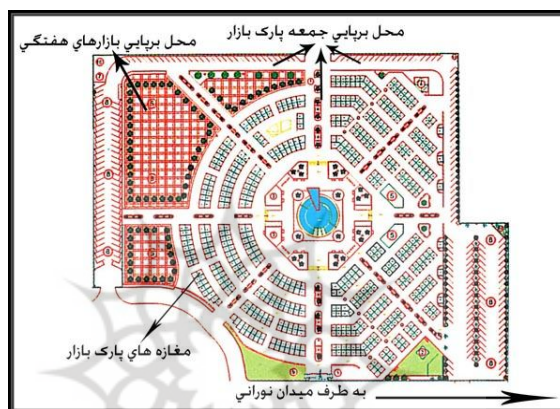 محل برپايي جمعه پارک بازار
محل برپايي بازارهاي هفتگي
مغازه هاي پارک بازار
به طرف ميدان نوراني